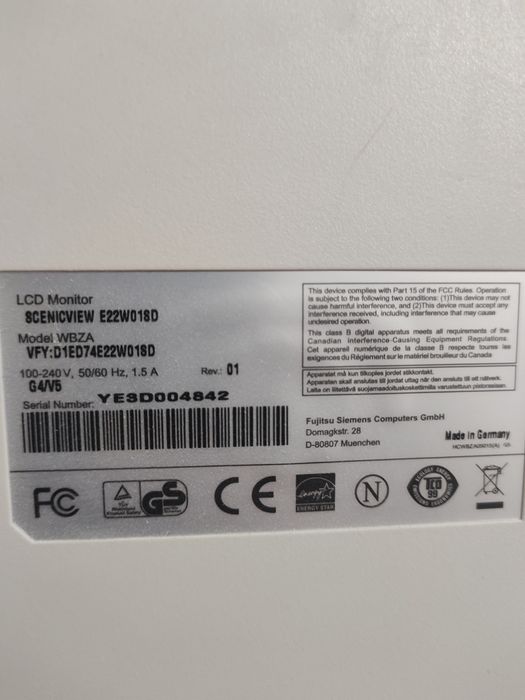 LCD Monitor
SCENICVIEW E22W01SD
Model WBZA
VFY:D1ED74E22W01SD
100-240 V, 50/60 Hz, 1.5 A Rev.: 01
G4/V5
Serial Number: YE3D004842
This device complies with Part 15 of the FCC Rules. Operation
is subject to the following two conditions: (1)This device may not
cause harmful interference, and (2)This device must accept any
interference received, including interference that may cause
undesired operation.
This class B digital apparatus meets all requirements of the
Canadian Interference-Causing Equipment Regulations.
Cet appareil numérique de la classe B respecte toutes les
exigences du Règlement sur le matériel brouilleur du Canada
Apparatet må kun tilkoples jordet stikkontakt.
Apparaten skall anslutas till jordat uttag när den ansluts till ett nätverk.
Laite on liitettävä suojamaadoituskoskettimilla varustettuun pistorasiaan.
Fujitsu Siemens Computers GmbH
Domagkstr. 28
D-80807 Muenchen
Made in Germany
FC
GS
CE
energy
ENERGY STAR
N
TCO
99